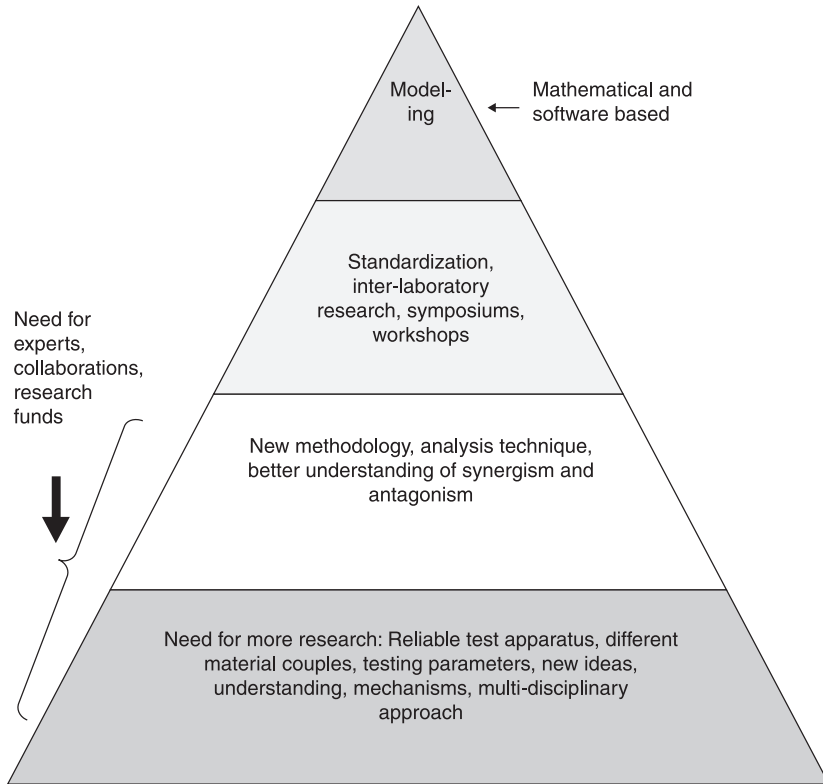 Model-
ing
Mathematical and
software based
Standardization,
inter-laboratory
research, symposiums,
workshops
Need for
experts,
collaborations,
research
funds
New methodology, analysis technique,
better understanding of synergism and
antagonism
Need for more research: Reliable test apparatus, different
material couples, testing parameters, new ideas,
understanding, mechanisms, multi-disciplinary
approach